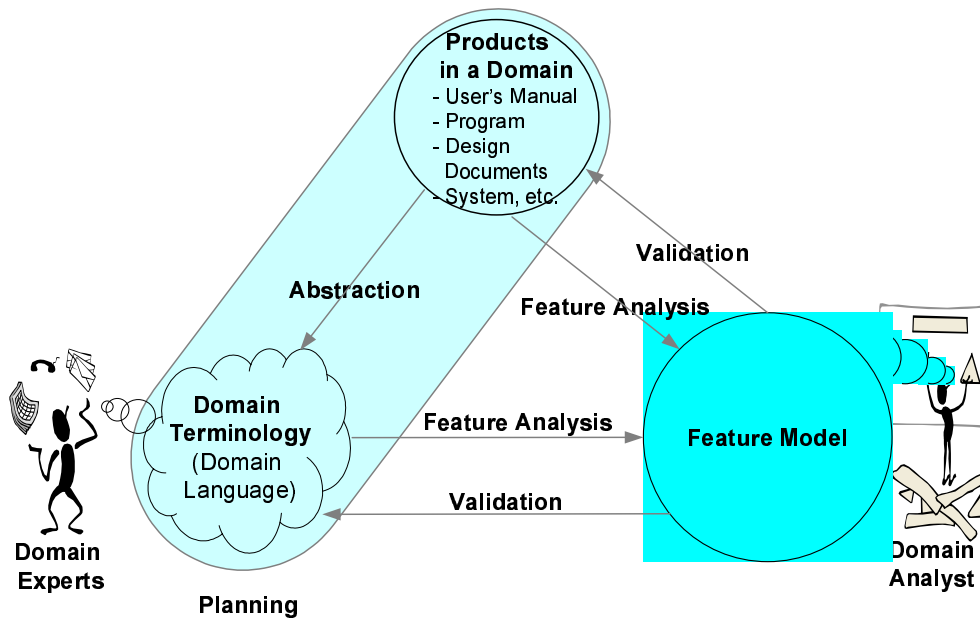 Products
in a Domain
- User's Manual
- Program
- Design
Documents
- System, etc.
Validation
Abstraction
Feature Analysis
Domain
Terminology
(Domain
Language)
Feature Analysis
Feature Model
Validation
Domain
Experts
Domain
Analyst
Planning